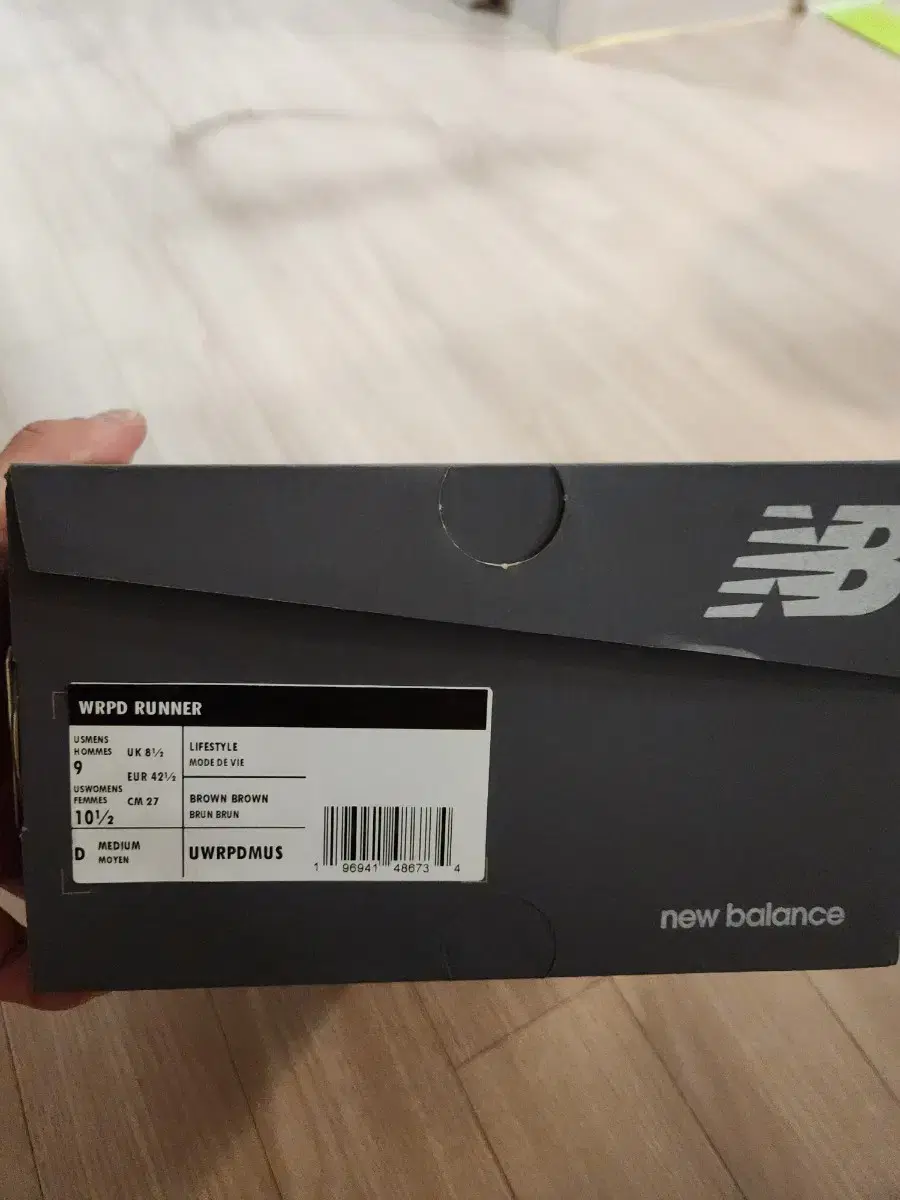 NB
WRPD RUNNER
USMENS
HOMMES
9
UK 8½
EUR 42½
USWOMENS
FEMMES
10½
CM 27
D
MEDIUM
MOYEN
LIFESTYLE
MODE DE VIE
BROWN BROWN
BRUN BRUN
UWRPDMUS
1 96941 48673 4
new balance